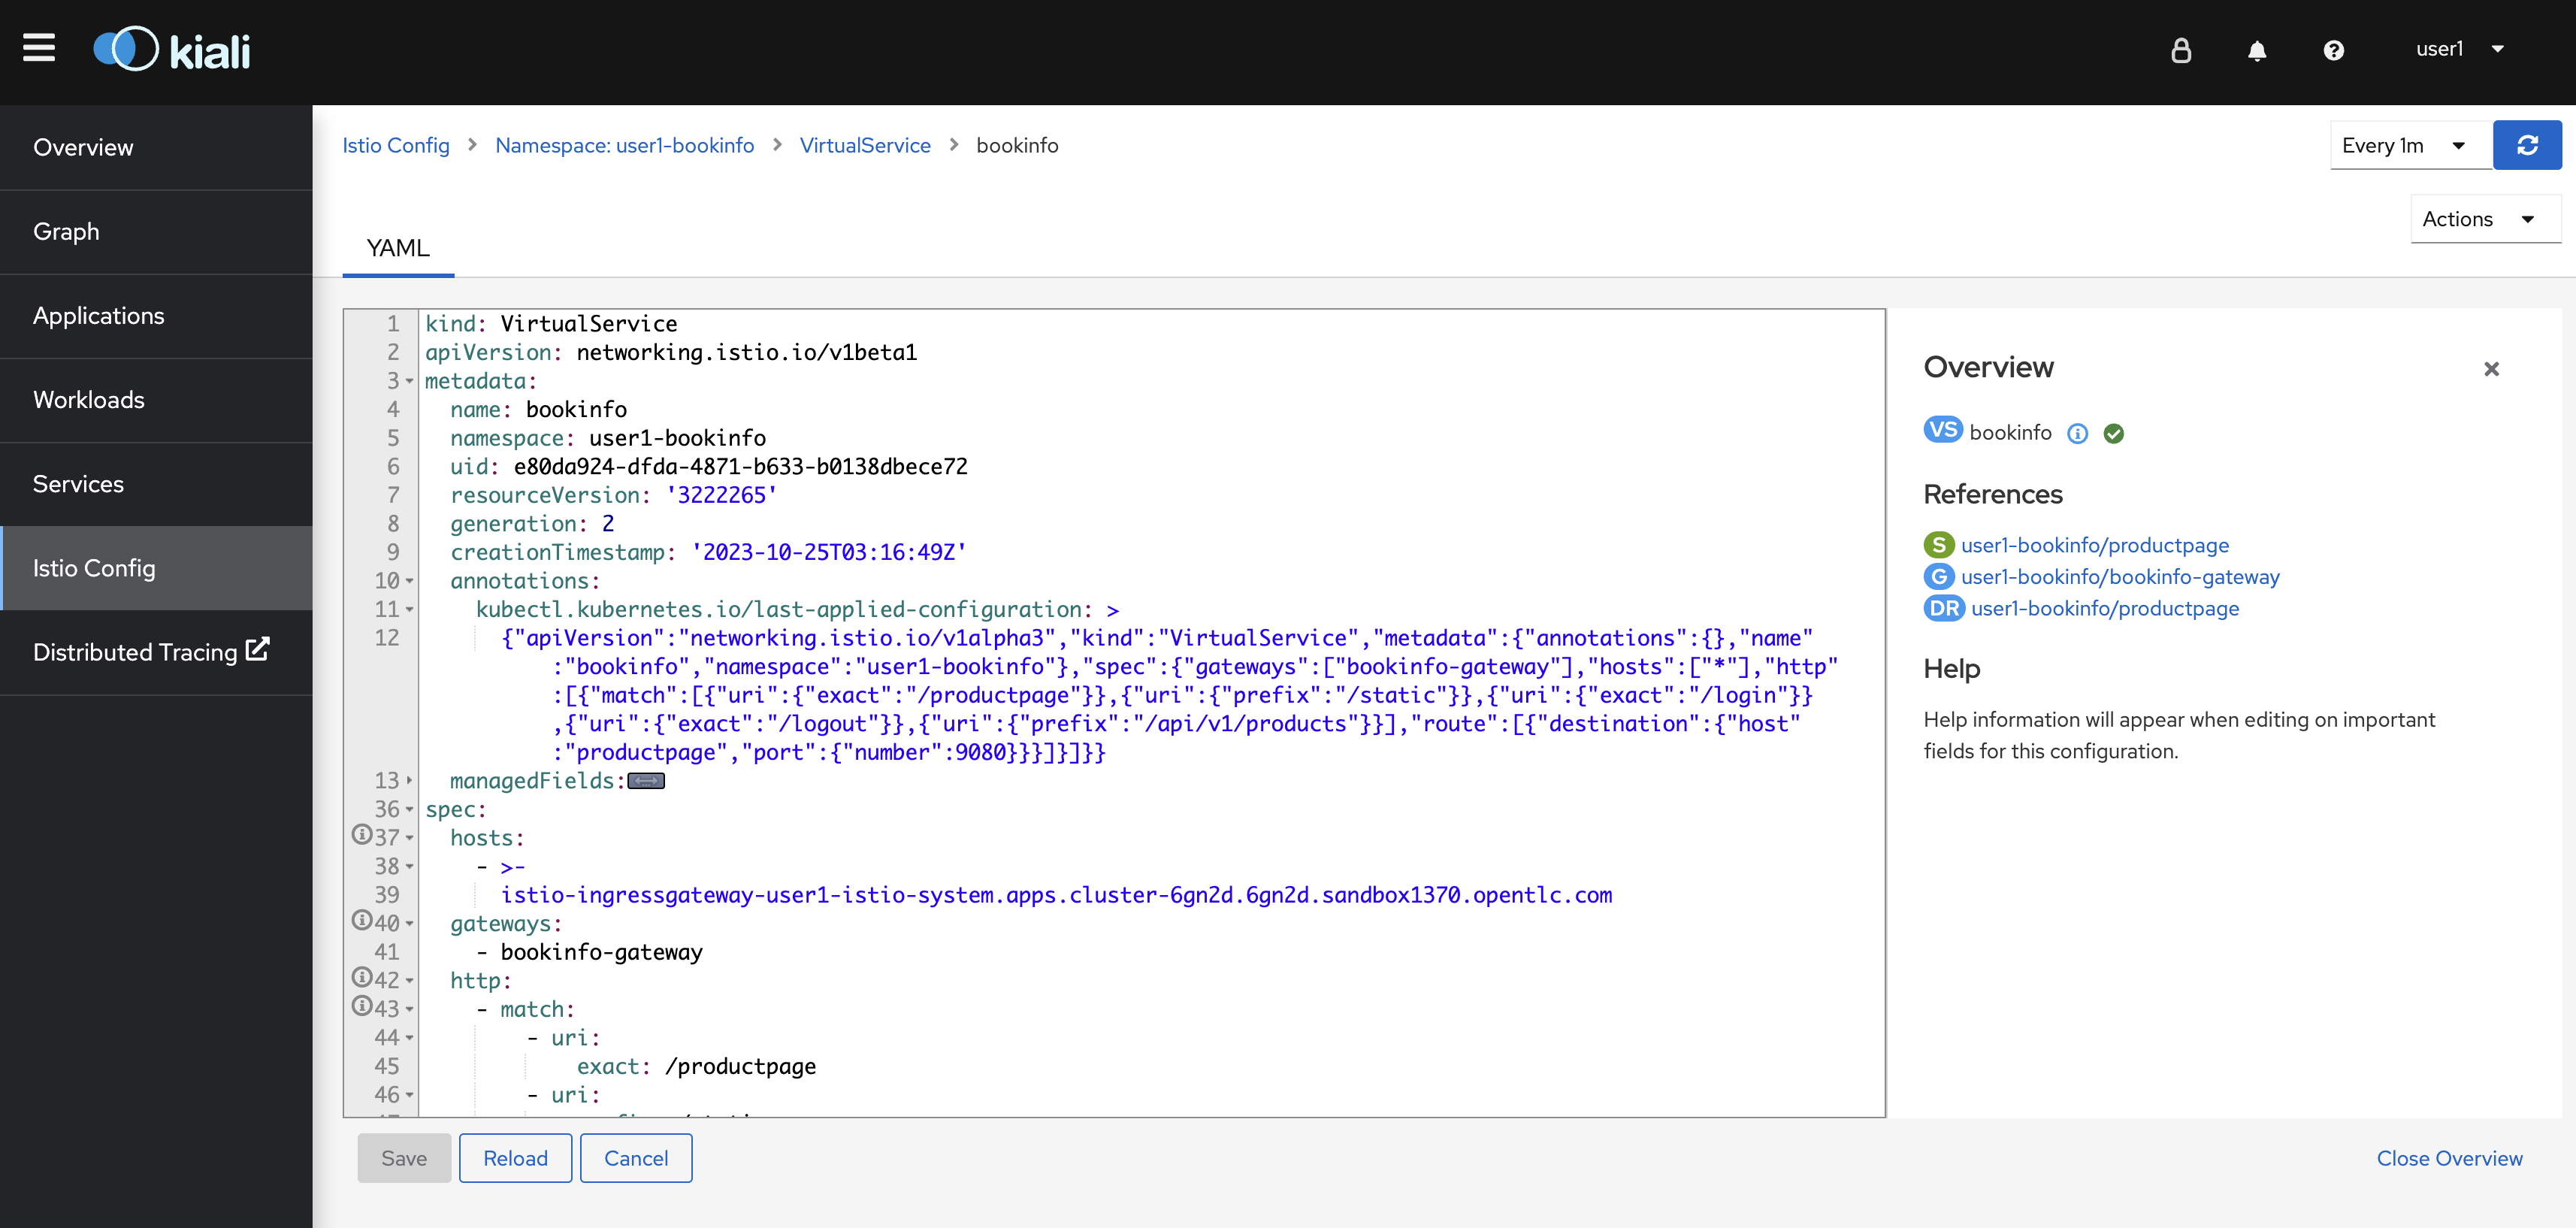 kiali
user1
Overview
Graph
Applications
Workloads
Services
Istio Config
Distributed Tracing
Istio Config > Namespace: user1-bookinfo > VirtualService > bookinfo
Every 1m
Actions
YAML
1 kind: VirtualService
2 apiVersion: networking.istio.io/v1beta1
3 metadata:
4 name: bookinfo
5 namespace: user1-bookinfo
6 uid: e80da924-dfda-4871-b633-b0138dbece72
7 resourceVersion: '3222265'
8 generation: 2
9 creationTimestamp: '2023-10-25T03:16:49Z'
10 annotations:
11 kubectl.kubernetes.io/last-applied-configuration: >
12 {"apiVersion":"networking.istio.io/v1alpha3","kind":"VirtualService","metadata":{"annotations":{},"name"
:"bookinfo","namespace":"user1-bookinfo"},"spec":{"gateways":["bookinfo-gateway"],"hosts":["*"],"http"
:[{"match":[{"uri":{"exact":"/productpage"}},{"uri":{"prefix":"/static"}},{"uri":{"exact":"/login"}}
,{"uri":{"exact":"/logout"}},{"uri":{"prefix":"/api/v1/products"}}],"route":[{"destination":{"host"
:"productpage","port":{"number":9080}}}]}]}}
13 managedFields:
36 spec:
37 hosts:
38 - >-
39 istio-ingressgateway-user1-istio-system.apps.cluster-6gn2d.6gn2d.sandbox1370.opentlc.com
40 gateways:
41 - bookinfo-gateway
42 http:
43 - match:
44 - uri:
45 exact: /productpage
46 - uri:
Save
Reload
Cancel
Overview
VS bookinfo
References
S user1-bookinfo/productpage
G user1-bookinfo/bookinfo-gateway
DR user1-bookinfo/productpage
Help
Help information will appear when editing on important
fields for this configuration.
Close Overview